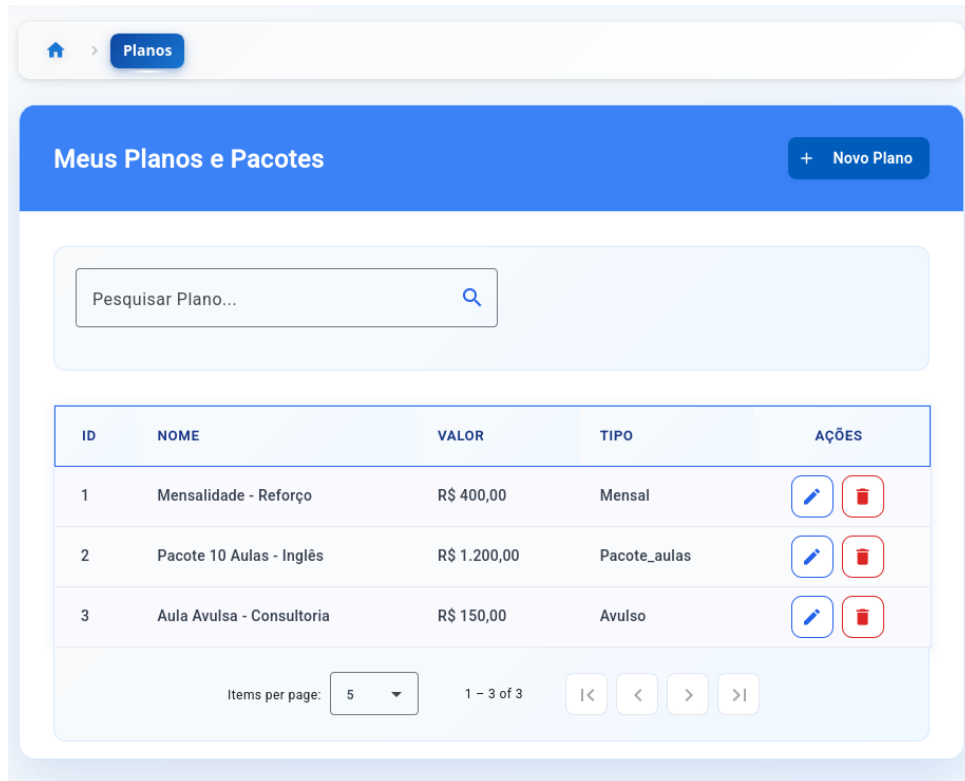 Planos
Meus Planos e Pacotes
+ Novo Plano
Pesquisar Plano...
ID NOME VALOR TIPO AÇÕES
1 Mensalidade - Reforço R$ 400,00 Mensal
2 Pacote 10 Aulas - Inglês R$ 1.200,00 Pacote_aulas
3 Aula Avulsa - Consultoria R$ 150,00 Avulso
Items per page: 5 1 – 3 of 3